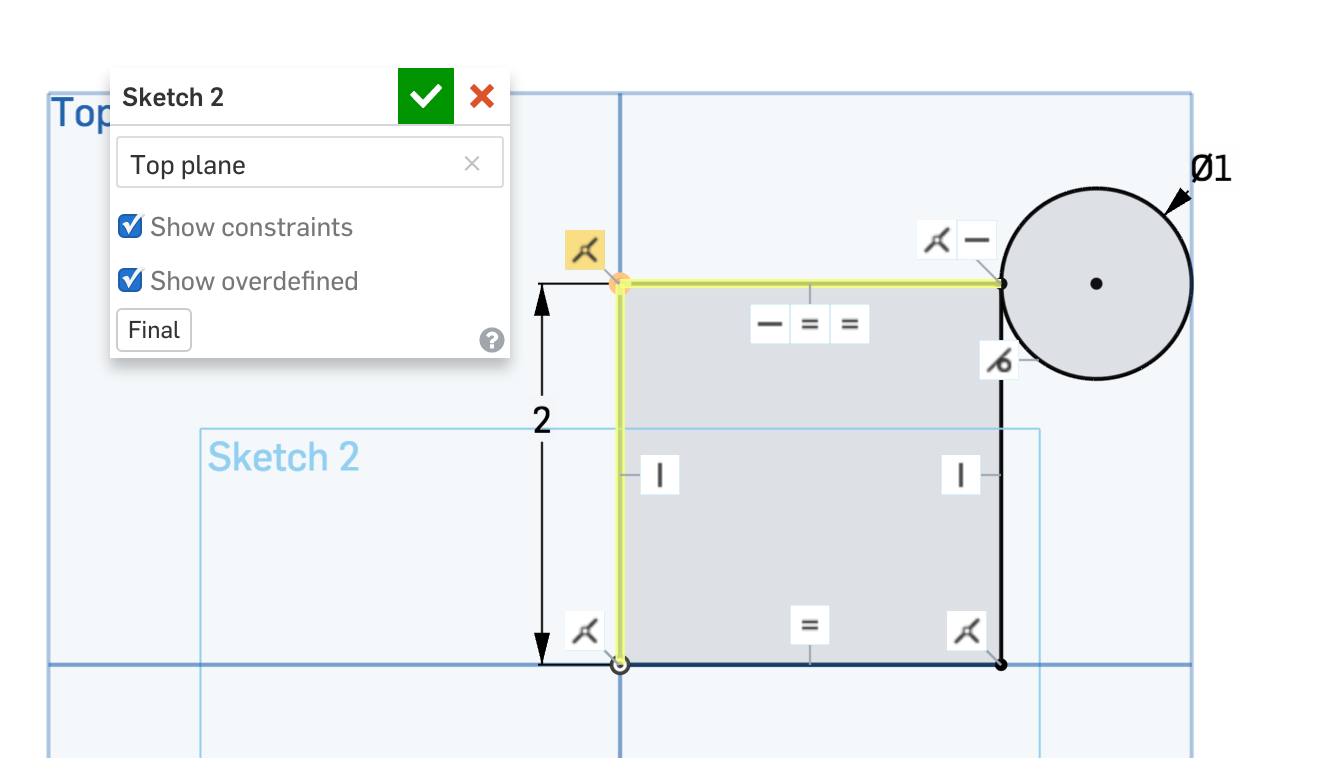 Top
Sketch 2
Top plane
Show constraints
Show overdefined
Final
?
Ø1
2
Sketch 2